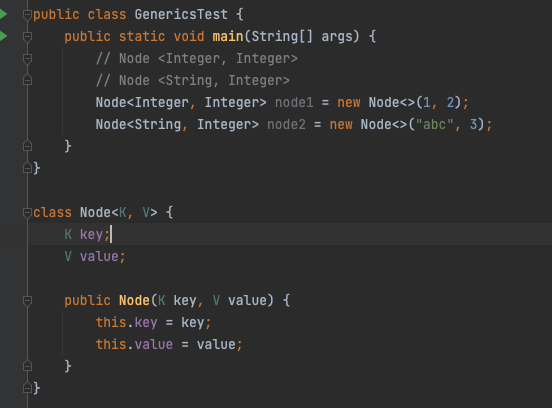 public class GenericsTest {
    public static void main(String[] args) {
        // Node <Integer, Integer>
        // Node <String, Integer>
        Node<Integer, Integer> node1 = new Node<>(1, 2);
        Node<String, Integer> node2 = new Node<>("abc", 3);
    }
}

class Node<K, V> {
    K key;
    V value;

    public Node(K key, V value) {
        this.key = key;
        this.value = value;
    }
}